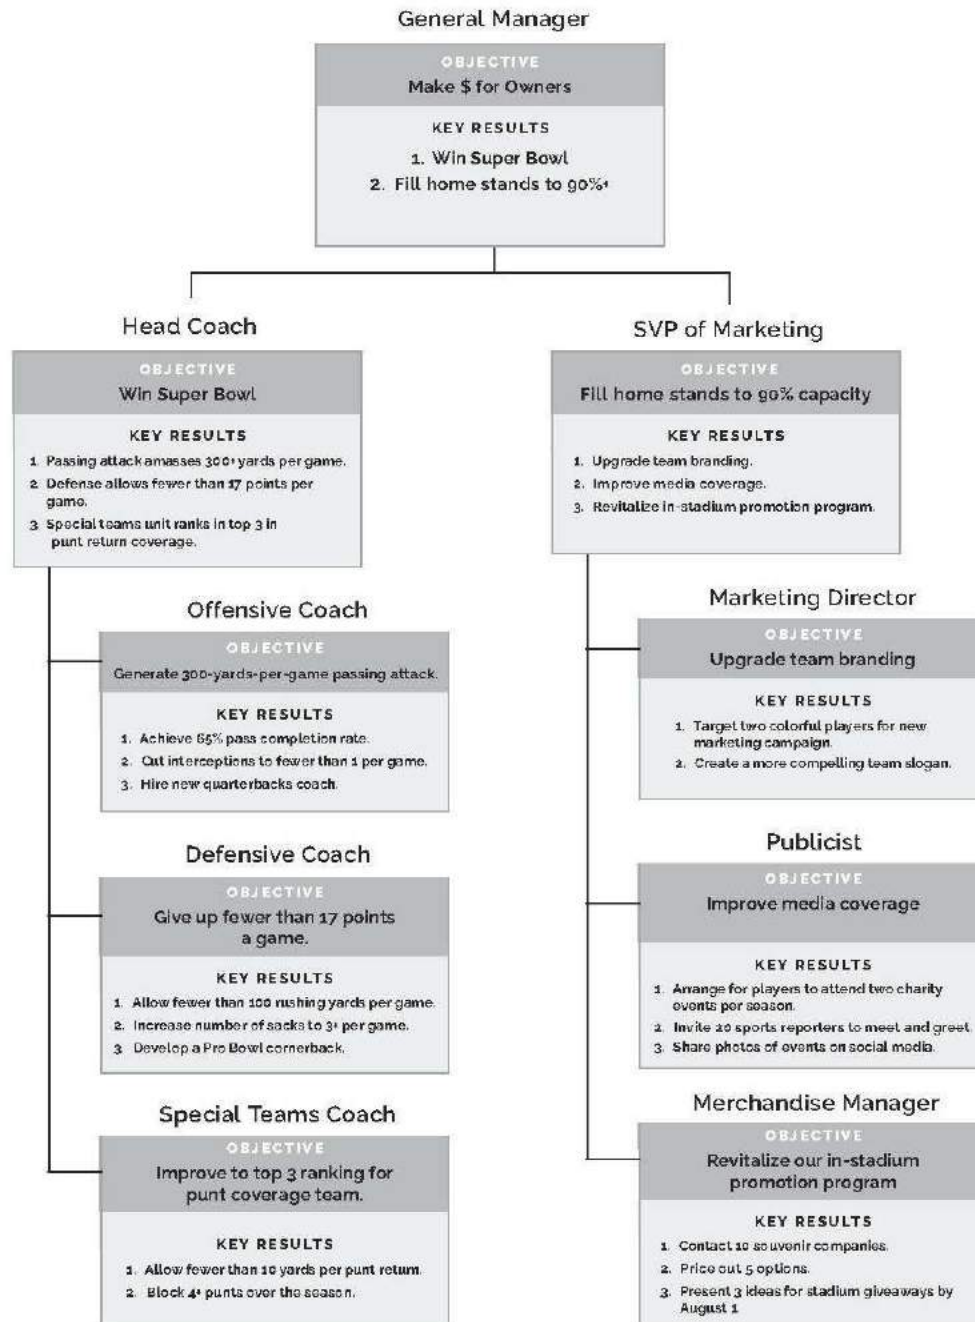 General Manager
OBJECTIVE
Make $ for Owners
KEY RESULTS
1. Win Super Bowl
2. Fill home stands to 90%+
Head Coach
OBJECTIVE
Win Super Bowl
KEY RESULTS
1. Passing attack amasses 300+ yards per game.
2. Defense allows fewer than 17 points per
game.
3. Special teams unit ranks in top 3 in
punt return coverage.
Offensive Coach
OBJECTIVE
Generate 300-yards-per-game passing attack.
KEY RESULTS
1. Achieve 65% pass completion rate.
2. Cut interceptions to fewer than 1 per game.
3. Hire new quarterbacks coach.
Defensive Coach
OBJECTIVE
Give up fewer than 17 points
a game.
KEY RESULTS
1. Allow fewer than 100 rushing yards per game.
2. Increase number of sacks to 3+ per game.
3. Develop a Pro Bowl cornerback.
Special Teams Coach
OBJECTIVE
Improve to top 3 ranking for
punt coverage team.
KEY RESULTS
1. Allow fewer than 10 yards per punt return.
2. Block 4+ punts over the season.
SVP of Marketing
OBJECTIVE
Fill home stands to 90% capacity
KEY RESULTS
1. Upgrade team branding.
2. Improve media coverage.
3. Revitalize in-stadium promotion program.
Marketing Director
OBJECTIVE
Upgrade team branding
KEY RESULTS
1. Target two colorful players for new
marketing campaign.
2. Create a more compelling team slogan.
Publicist
OBJECTIVE
Improve media coverage
KEY RESULTS
1. Arrange for players to attend two charity
events per season.
2. Invite 20 sports reporters to meet and greet.
3. Share photos of events on social media.
Merchandise Manager
OBJECTIVE
Revitalize our in-stadium
promotion program
KEY RESULTS
1. Contact 10 souvenir companies.
2. Price out 5 options.
3. Present 3 ideas for stadium giveaways by
August 1